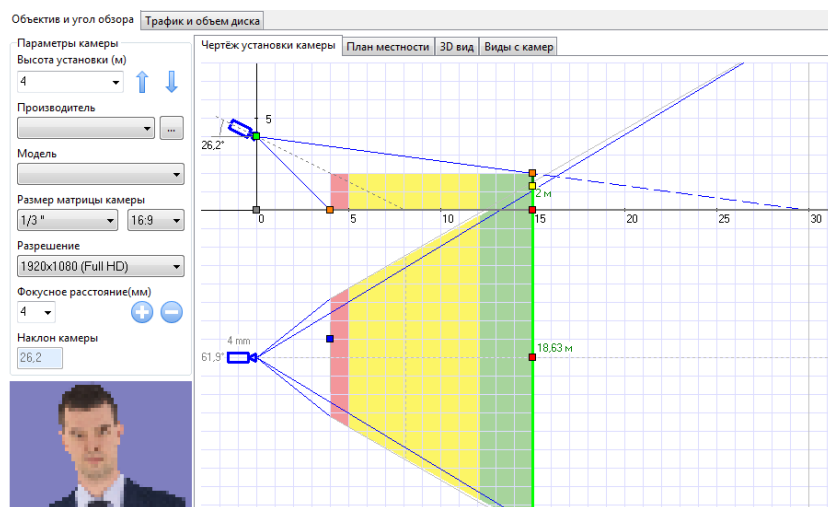 Объектив и угол обзора
Трафик и объем диска
Параметры камеры
Высота установки (м)
4
Производитель
...
Модель
Размер матрицы камеры
1/3 "
16:9
Разрешение
1920x1080 (Full HD)
Фокусное расстояние(мм)
4
Наклон камеры
26,2
Чертёж установки камеры
План местности
3D вид
Виды с камер
5
26,2°
2 м
0
5
10
15
20
25
30
4 mm
61,9°
18,63 м